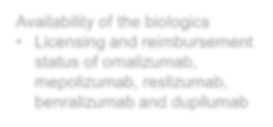 Availability of the biologics
• Licensing and reimbursement
status of omalizumab,
mepolizumab, reslizumab,
benralizumab and dupilumab